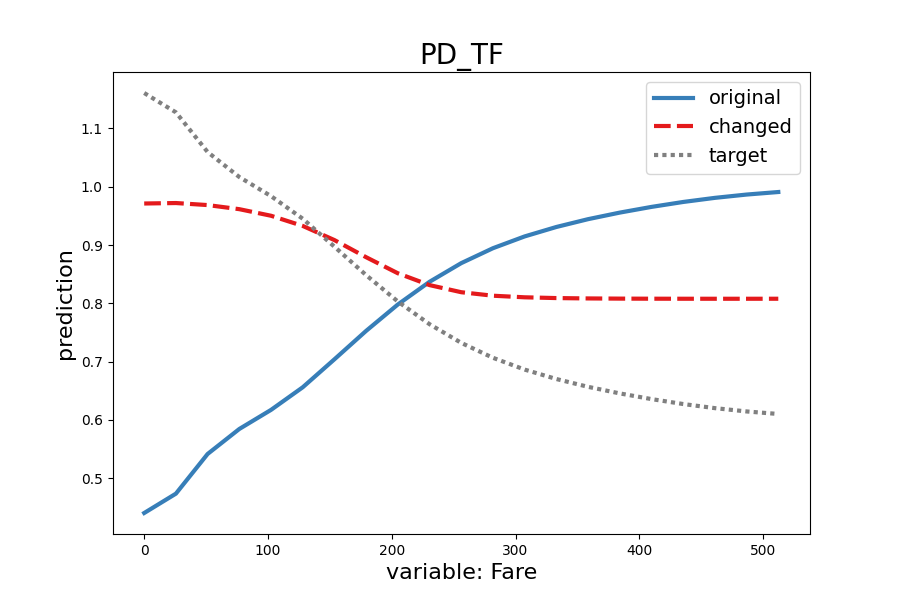 PD_TF
original
changed
target
1.1
1.0
0.9
0.8
0.7
0.6
0.5
prediction
0 100 200 300 400 500
variable: Fare